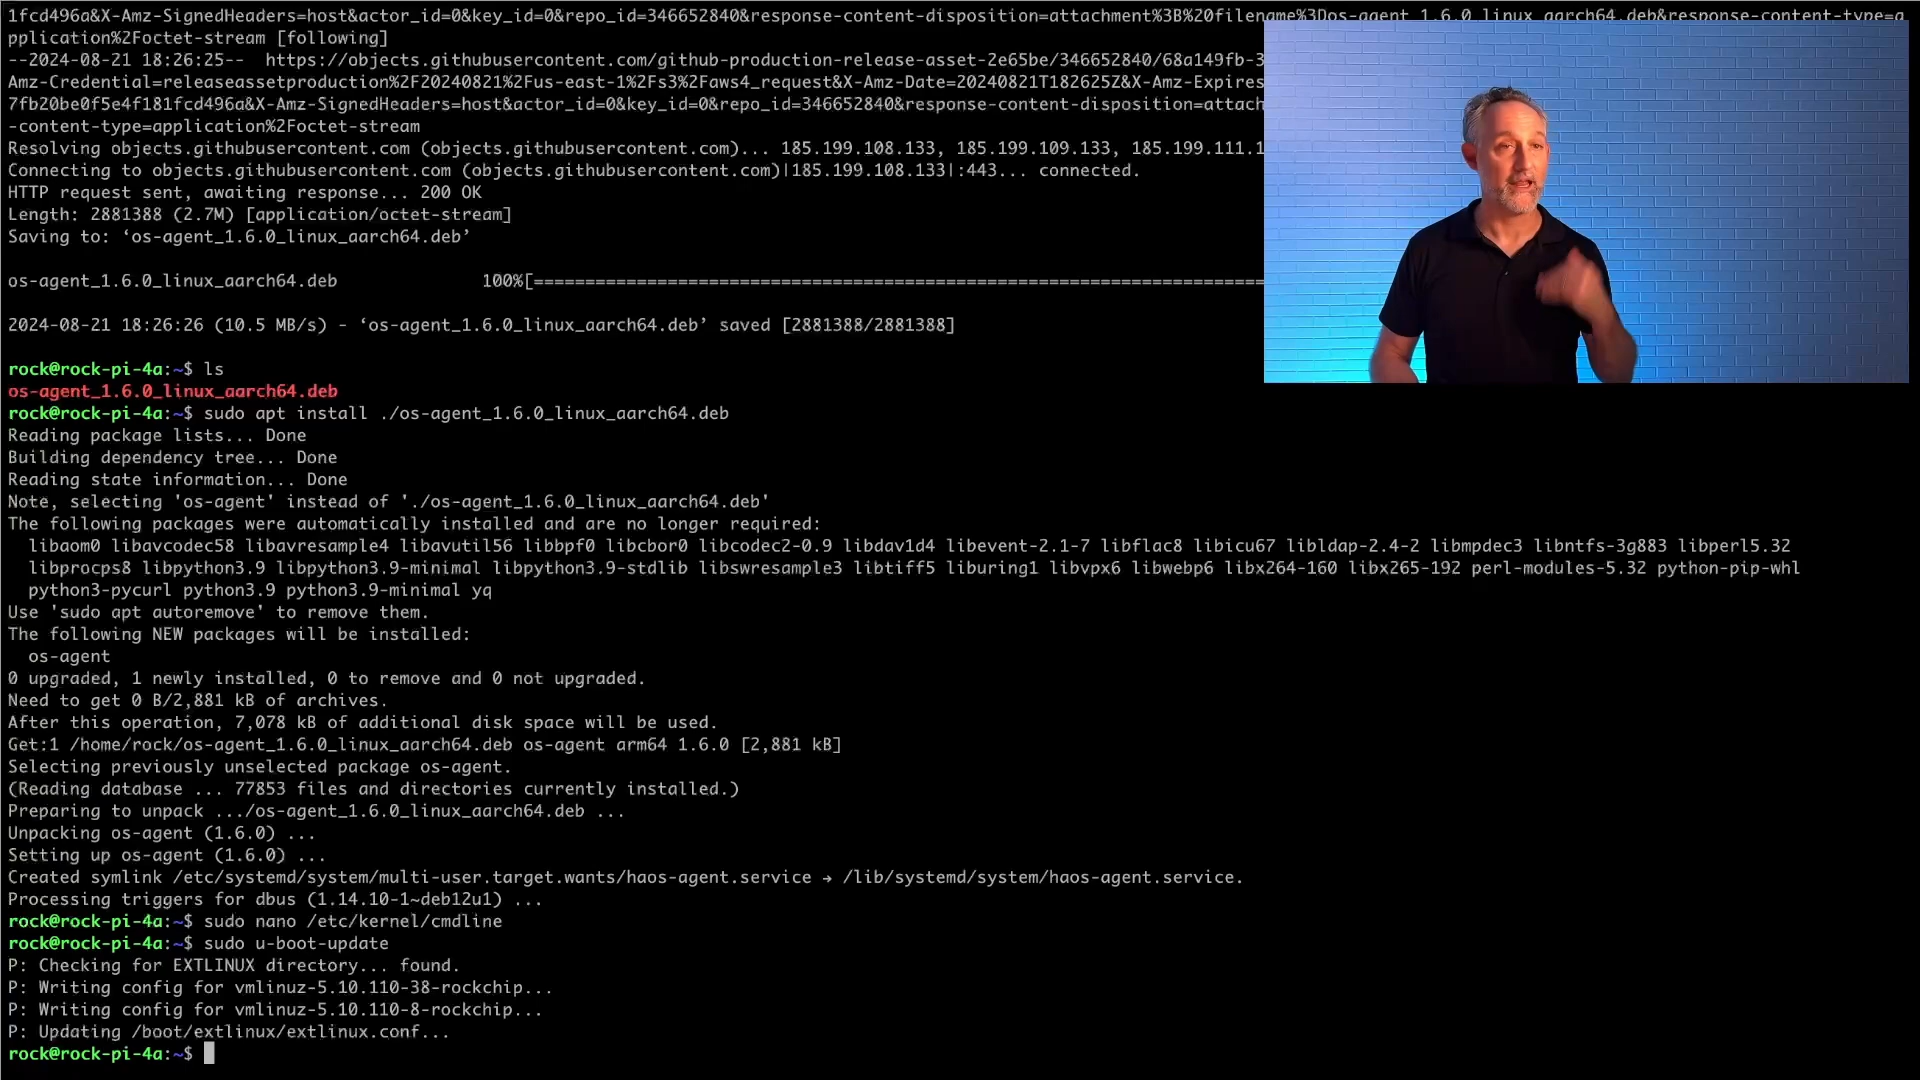 1fcd496a&X-Amz-SignedHeaders=host&actor_id=0&key_id=0&repo_id=346652840&response-content-disposition=attachment%3B%20filename%3Dos-agent_1.6.0_linux_aarch64.deb&response-content-type=a
pplication%2Foctet-stream [following]
--2024-08-21 18:26:25--  https://objects.githubusercontent.com/github-production-release-asset-2e65be/346652840/68a149fb-3
Amz-Credential=releaseassetproduction%2F20240821%2Fus-east-1%2Fs3%2Faws4_request&X-Amz-Date=20240821T182625Z&X-Amz-Expires
7fb20be0f5e4f181fcd496a&X-Amz-SignedHeaders=host&actor_id=0&key_id=0&repo_id=346652840&response-content-disposition=attach
-content-type=application%2Foctet-stream
Resolving objects.githubusercontent.com (objects.githubusercontent.com)... 185.199.108.133, 185.199.109.133, 185.199.111.1
Connecting to objects.githubusercontent.com (objects.githubusercontent.com)|185.199.108.133|:443... connected.
HTTP request sent, awaiting response... 200 OK
Length: 2881388 (2.7M) [application/octet-stream]
Saving to: ‘os-agent_1.6.0_linux_aarch64.deb’
os-agent_1.6.0_linux_aarch64.deb 100%[=======================================================================
2024-08-21 18:26:26 (10.5 MB/s) - ‘os-agent_1.6.0_linux_aarch64.deb’ saved [2881388/2881388]
rock@rock-pi-4a:~$ ls
os-agent_1.6.0_linux_aarch64.deb
rock@rock-pi-4a:~$ sudo apt install ./os-agent_1.6.0_linux_aarch64.deb
Reading package lists... Done
Building dependency tree... Done
Reading state information... Done
Note, selecting 'os-agent' instead of './os-agent_1.6.0_linux_aarch64.deb'
The following packages were automatically installed and are no longer required:
libaom0 libavcodec58 libavresample4 libavutil56 libbpf0 libcbor0 libcodec2-0.9 libdav1d4 libevent-2.1-7 libflac8 libicu67 libldap-2.4-2 libmpdec3 libntfs-3g883 libperl5.32
libprocps8 libpython3.9 libpython3.9-minimal libpython3.9-stdlib libswresample3 libtiff5 liburing1 libvpx6 libwebp6 libx264-160 libx265-192 perl-modules-5.32 python-pip-whl
python3-pycurl python3.9 python3.9-minimal yq
Use 'sudo apt autoremove' to remove them.
The following NEW packages will be installed:
os-agent
0 upgraded, 1 newly installed, 0 to remove and 0 not upgraded.
Need to get 0 B/2,881 kB of archives.
After this operation, 7,078 kB of additional disk space will be used.
Get:1 /home/rock/os-agent_1.6.0_linux_aarch64.deb os-agent arm64 1.6.0 [2,881 kB]
Selecting previously unselected package os-agent.
(Reading database ... 77853 files and directories currently installed.)
Preparing to unpack .../os-agent_1.6.0_linux_aarch64.deb ...
Unpacking os-agent (1.6.0) ...
Setting up os-agent (1.6.0) ...
Created symlink /etc/systemd/system/multi-user.target.wants/haos-agent.service → /lib/systemd/system/haos-agent.service.
Processing triggers for dbus (1.14.10-1~deb12u1) ...
rock@rock-pi-4a:~$ sudo nano /etc/kernel/cmdline
rock@rock-pi-4a:~$ sudo u-boot-update
P: Checking for EXTLINUX directory... found.
P: Writing config for vmlinuz-5.10.110-38-rockchip...
P: Writing config for vmlinuz-5.10.110-8-rockchip...
P: Updating /boot/extlinux/extlinux.conf...
rock@rock-pi-4a:~$